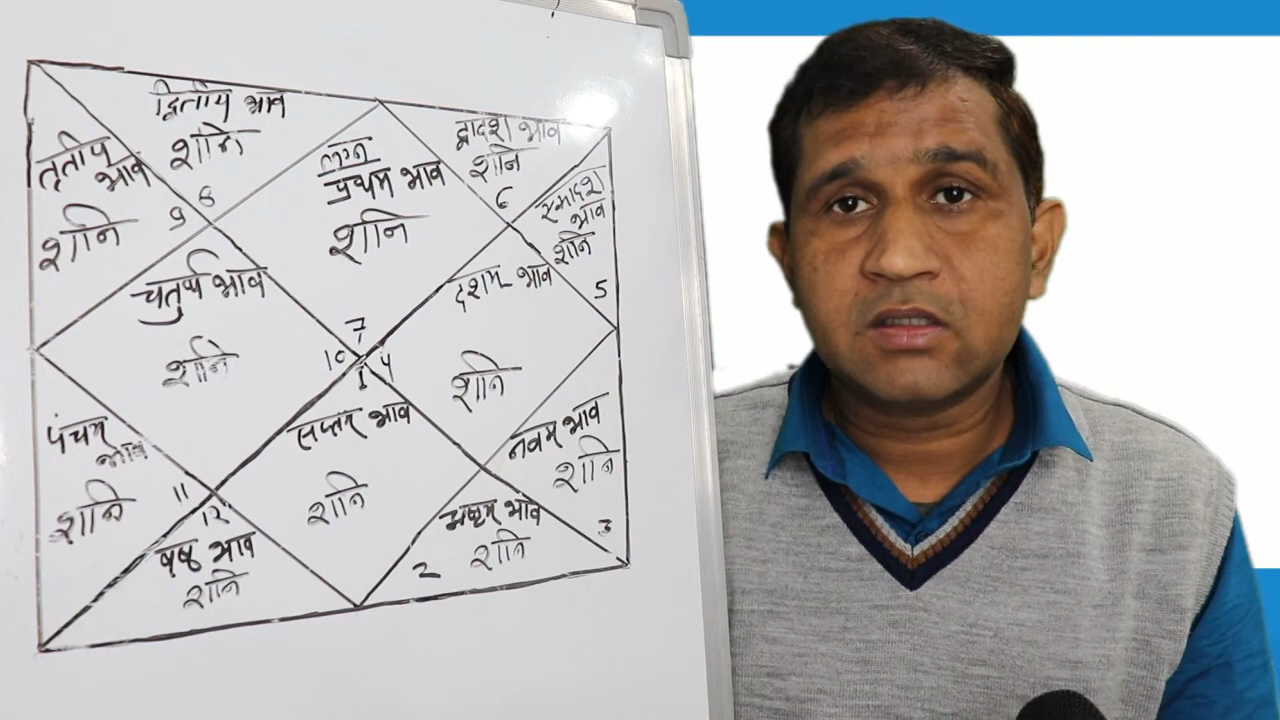 द्वितीय भाव
शनि
8
तृतीय
भाव
शनि
9
लग्न
प्रथम भाव
शनि
7
द्वादश भाव
शनि
6
एकादश
भाव
शनि
5
चतुर्थ भाव
शनि
10
दशम भाव
शनि
4
पंचम
भाव
शनि
11
सप्तम भाव
शनि
1
नवम भाव
शनि
3
12
षष्ठ भाव
शनि
अष्टम भाव
शनि
2